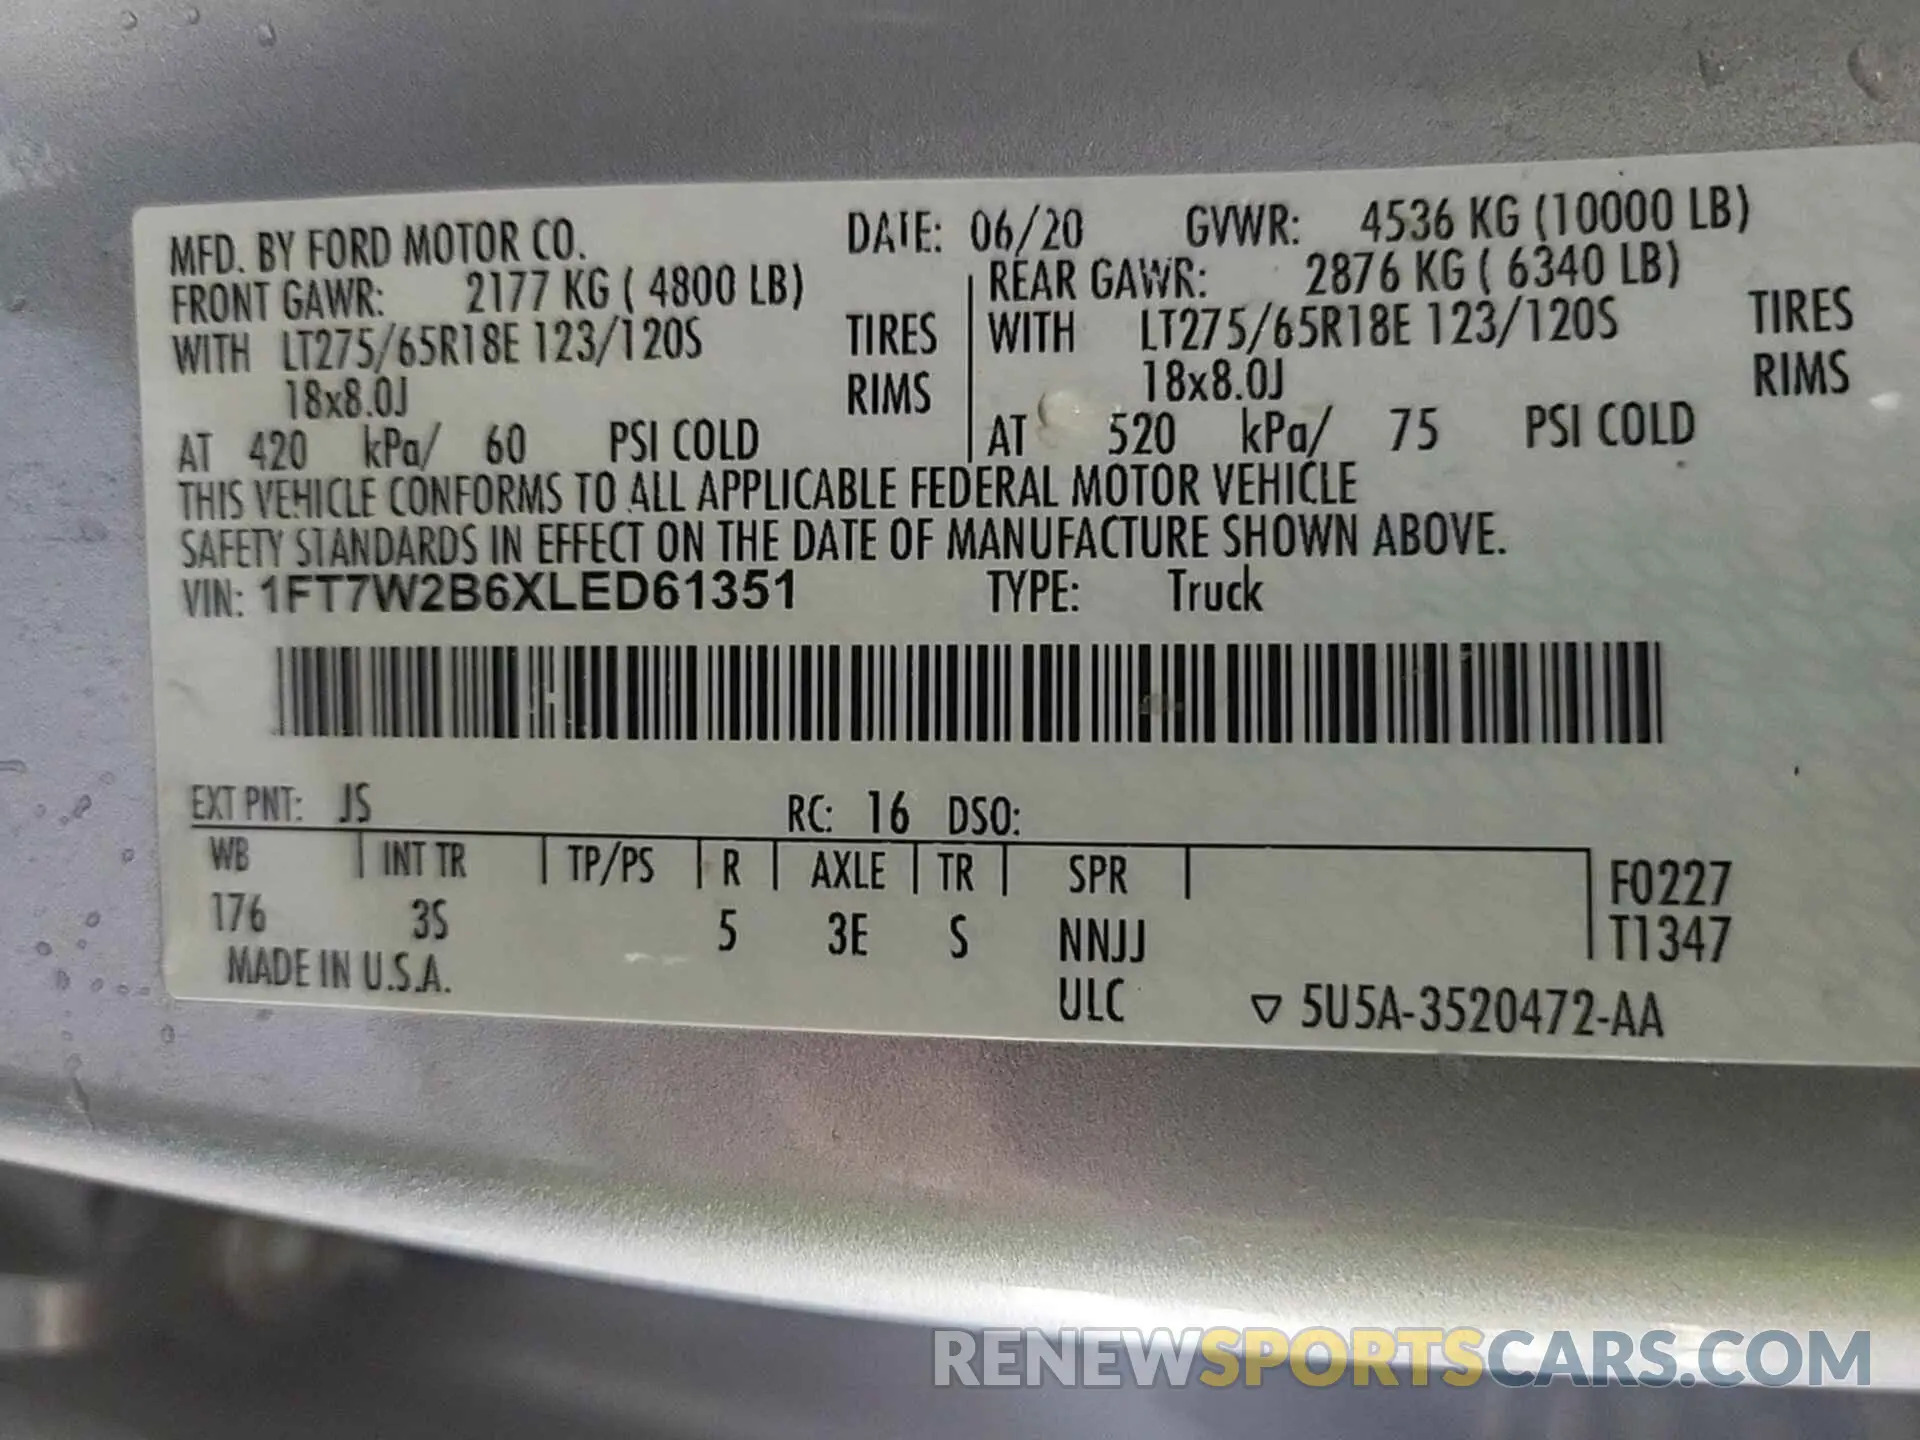 MFD. BY FORD MOTOR CO. DATE: 06/20 GVWR: 4536 KG (10000 LB)
FRONT GAWR: 2177 KG ( 4800 LB) REAR GAWR: 2876 KG ( 6340 LB)
WITH LT275/65R18E 123/120S TIRES WITH LT275/65R18E 123/120S TIRES
18x8.0J RIMS 18x8.0J RIMS
AT 420 kPa/ 60 PSI COLD AT 520 kPa/ 75 PSI COLD
THIS VEHICLE CONFORMS TO ALL APPLICABLE FEDERAL MOTOR VEHICLE
SAFETY STANDARDS IN EFFECT ON THE DATE OF MANUFACTURE SHOWN ABOVE.
VIN: 1FT7W2B6XLED61351 TYPE: Truck
EXT PNT: JS RC: 16 DSO:
WB INT TR TP/PS R AXLE TR SPR F0227
176 3S 5 3E S NNJJ T1347
MADE IN U.S.A. ULC ▽ 5U5A-3520472-AA
RENEWSPORTSCARS.COM